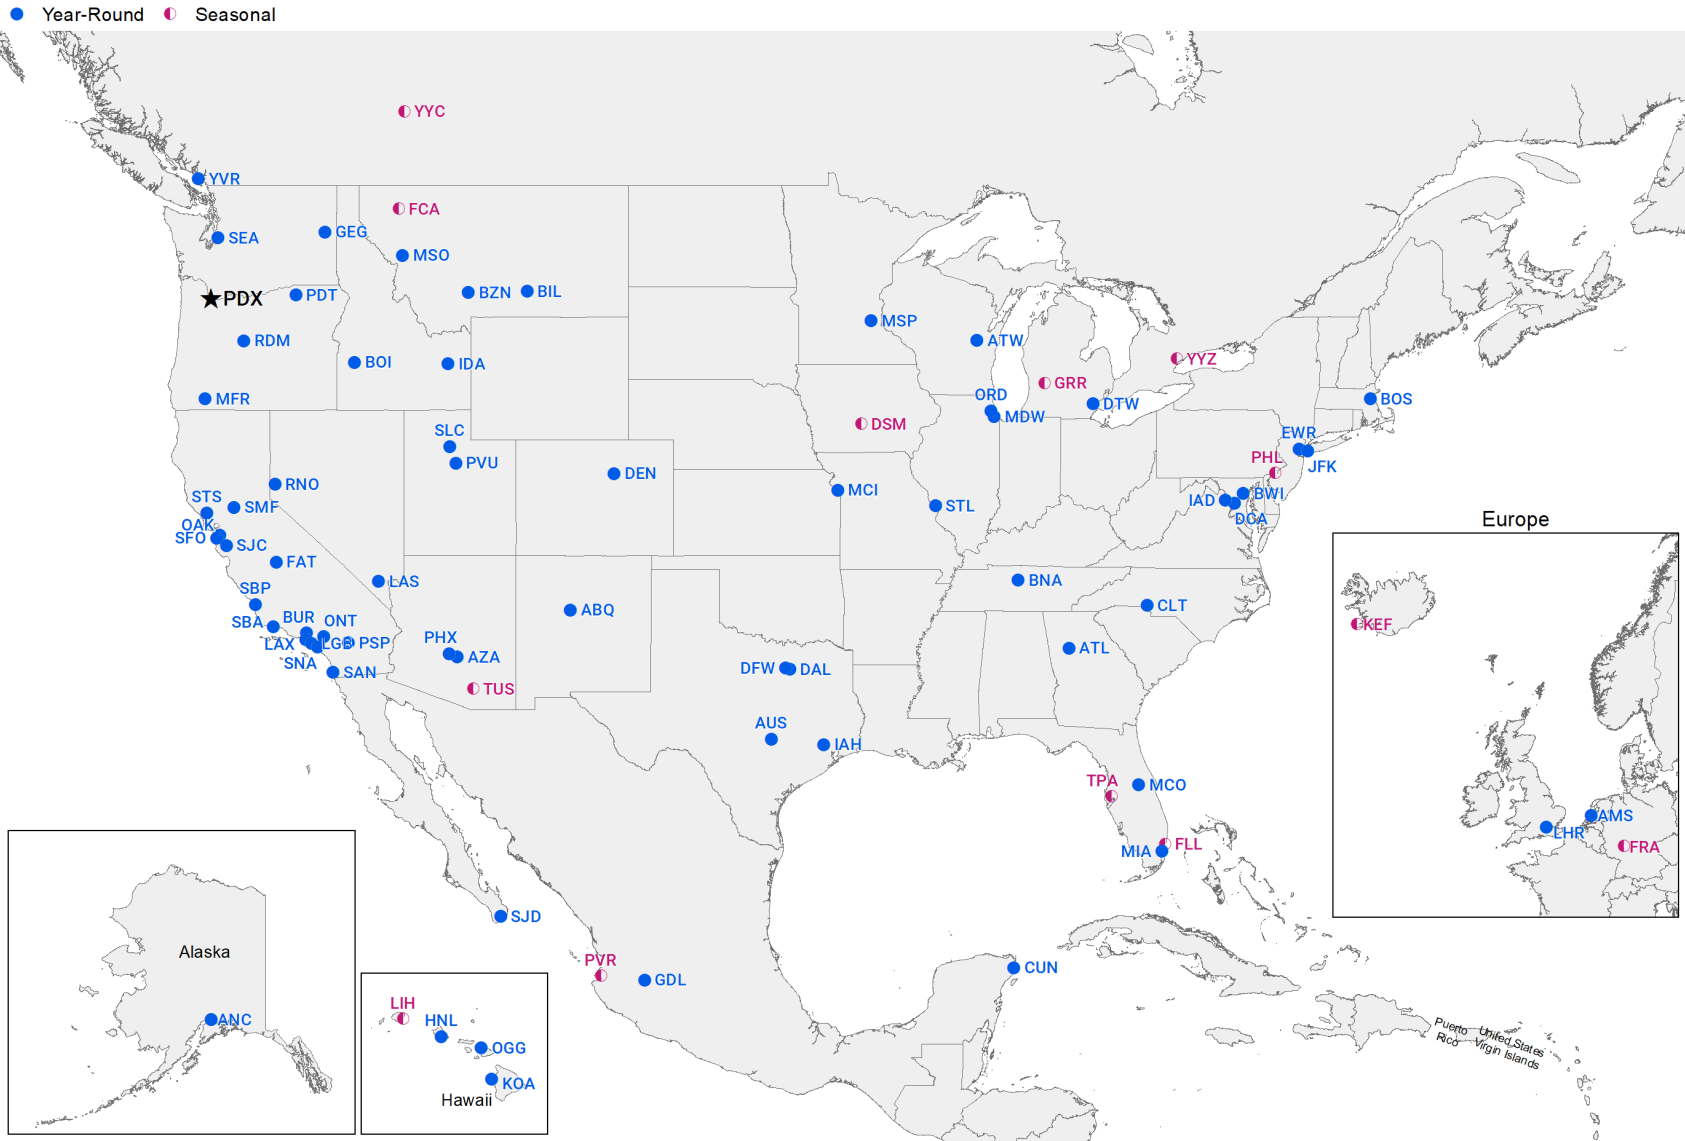 Year-Round Seasonal
YYC
YVR
FCA
SEA
GEG
MSO
PDX
PDT
BZN
BIL
RDM
MSP
ATW
YYZ
BOI
IDA
GRR
MFR
ORD
MDW
DTW
BOS
DSM
SLC
PVU
EWR
JFK
PHL
DEN
RNO
MCI
STS
SMF
STL
IAD
BWI
DCA
OAK
SFO
SJC
FAT
Europe
LAS
BNA
SBP
ABQ
CLT
SBA
BUR
ONT
KEF
LAX
LGB
PSP
PHX
AZA
ATL
SNA
SAN
DFW
DAL
TUS
AUS
IAH
TPA
MCO
AMS
LHR
FRA
MIA
FLL
SJD
Alaska
PVR
GDL
CUN
LIH
ANC
HNL
OGG
KOA
Hawaii
Puerto
Rico
United States
Virgin Islands